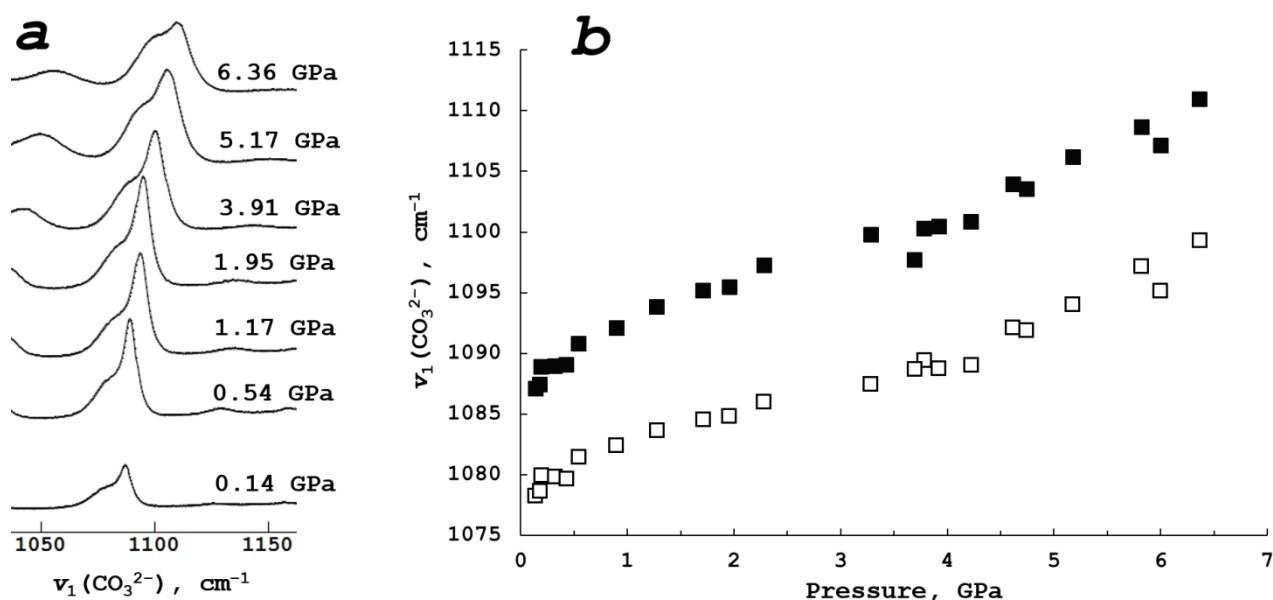 a
6.36 GPa
5.17 GPa
3.91 GPa
1.95 GPa
1.17 GPa
0.54 GPa
0.14 GPa
1050 1100 1150
ν₁(CO₃²⁻), cm⁻¹
b
1115
1110
1105
1100
1095
1090
1085
1080
1075
ν₁(CO₃²⁻), cm⁻¹
0 1 2 3 4 5 6 7
Pressure, GPa